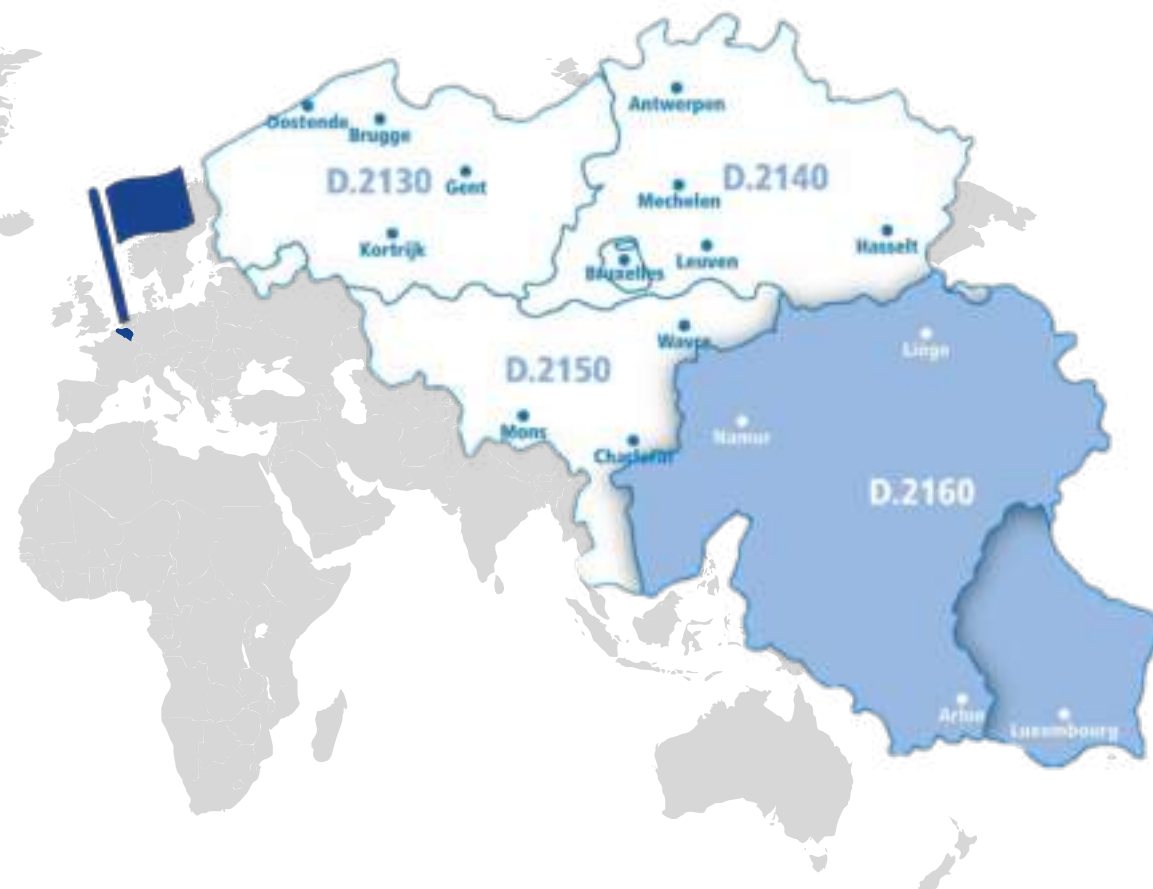 Antwerpen
Oostende
Brugge
D.2130
Gent
D.2140
Mechelen
Kortrijk
Hasselt
Bruxelles
Leuven
Wavre
Liège
D.2150
Mons
Namur
Charleroi
D.2160
Arlon
Luxembourg